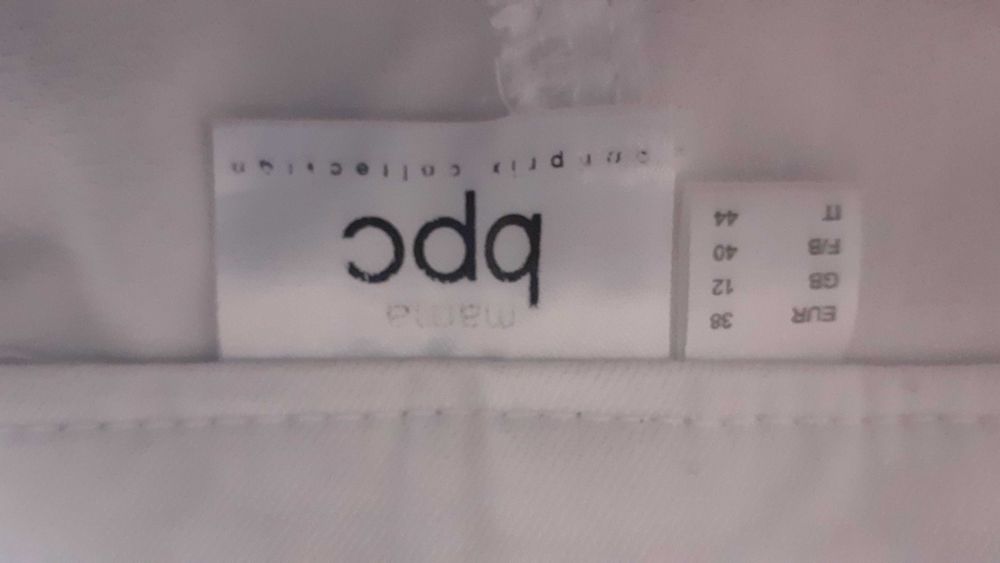 mama
bpc
bonprix collection
EUR 38
GB 12
F/B 40
IT 44